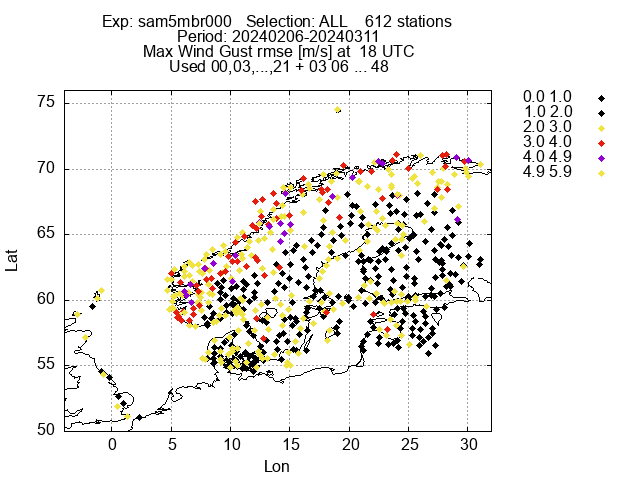 Exp: sam5mbr000 Selection: ALL 612 stations
Period: 20240206-20240311
Max Wind Gust rmse [m/s] at 18 UTC
Used 00,03,...,21 + 03 06 ... 48
0.0 1.0
1.0 2.0
2.0 3.0
3.0 4.0
4.0 4.9
4.9 5.9
75
70
65
60
55
50
Lat
0 5 10 15 20 25 30
Lon